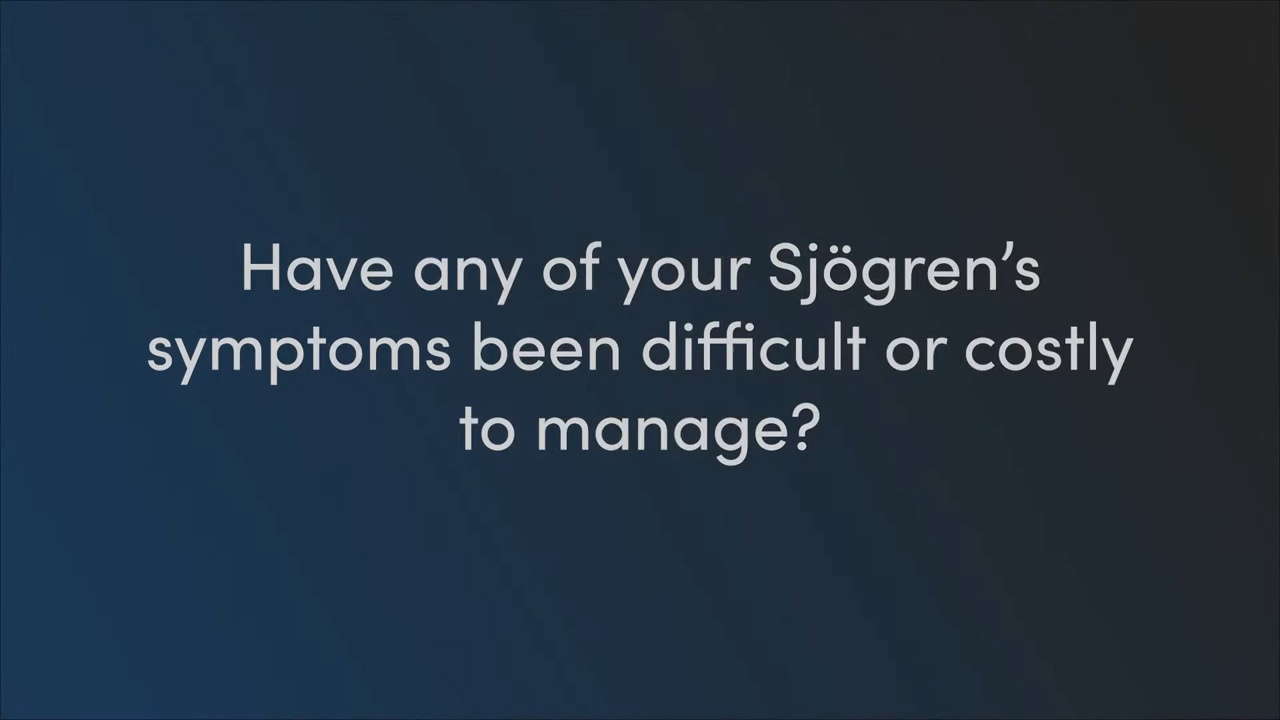 Have any of your Sjögren’s
symptoms been difficult or costly
to manage?